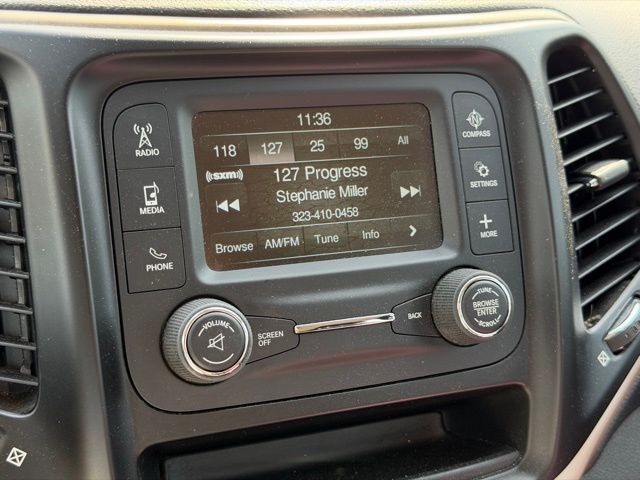 11:36
118 127 25 99 All
((SXM)) 127 Progress
Stephanie Miller
323-410-0458
Browse AM/FM Tune Info >
RADIO
MEDIA
PHONE
COMPASS
N
SETTINGS
+
MORE
VOLUME
SCREEN
OFF
BACK
TUNE
BROWSE
ENTER
SCROLL